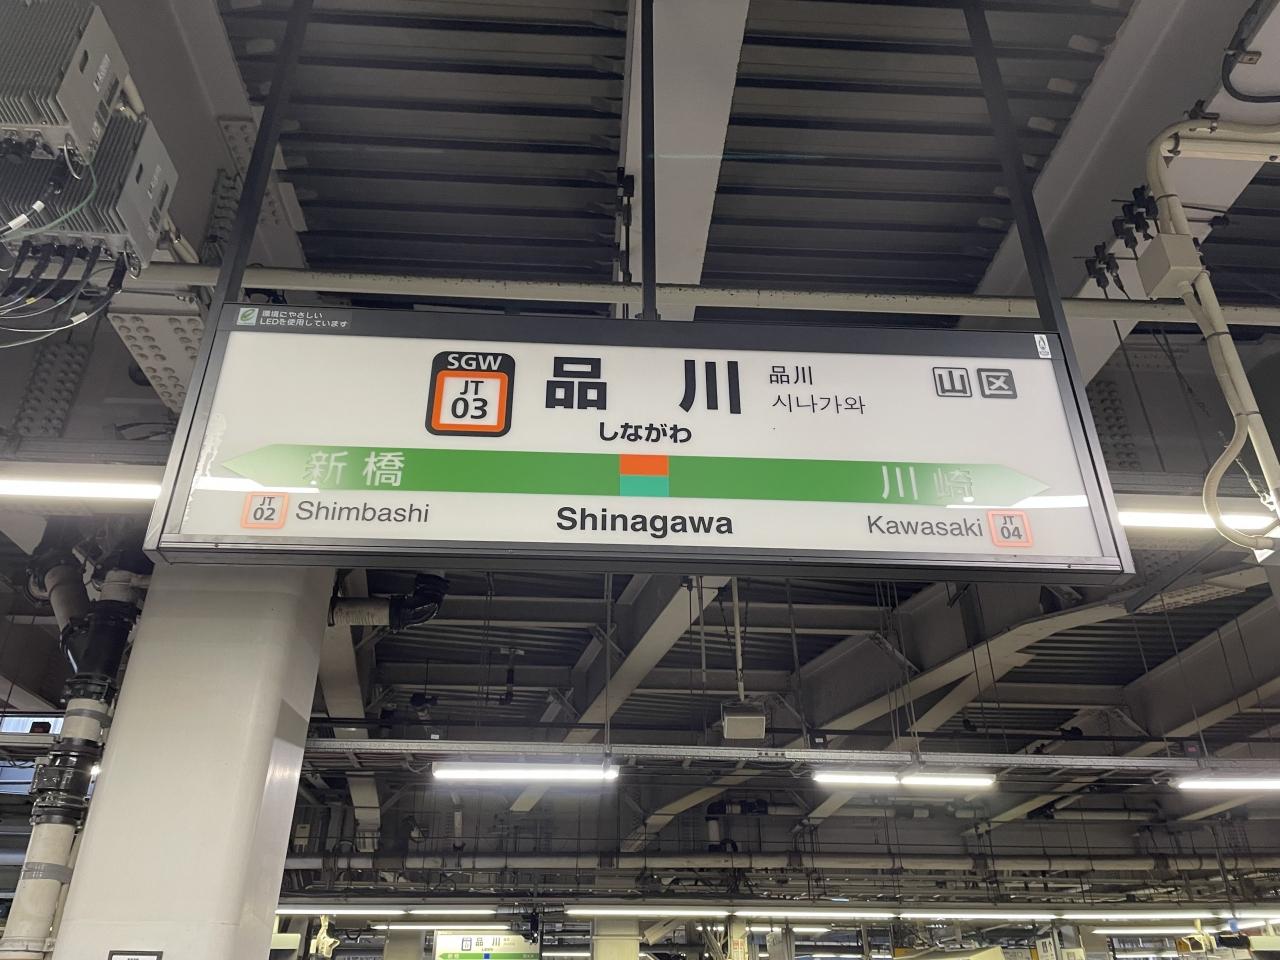 環境にやさしい
LEDを使用しています
SGW
JT
03
品川
品川
시나가와
山 区
しながわ
新橋
川崎
JT
02
Shimbashi
Shinagawa
Kawasaki
JT
04
品川